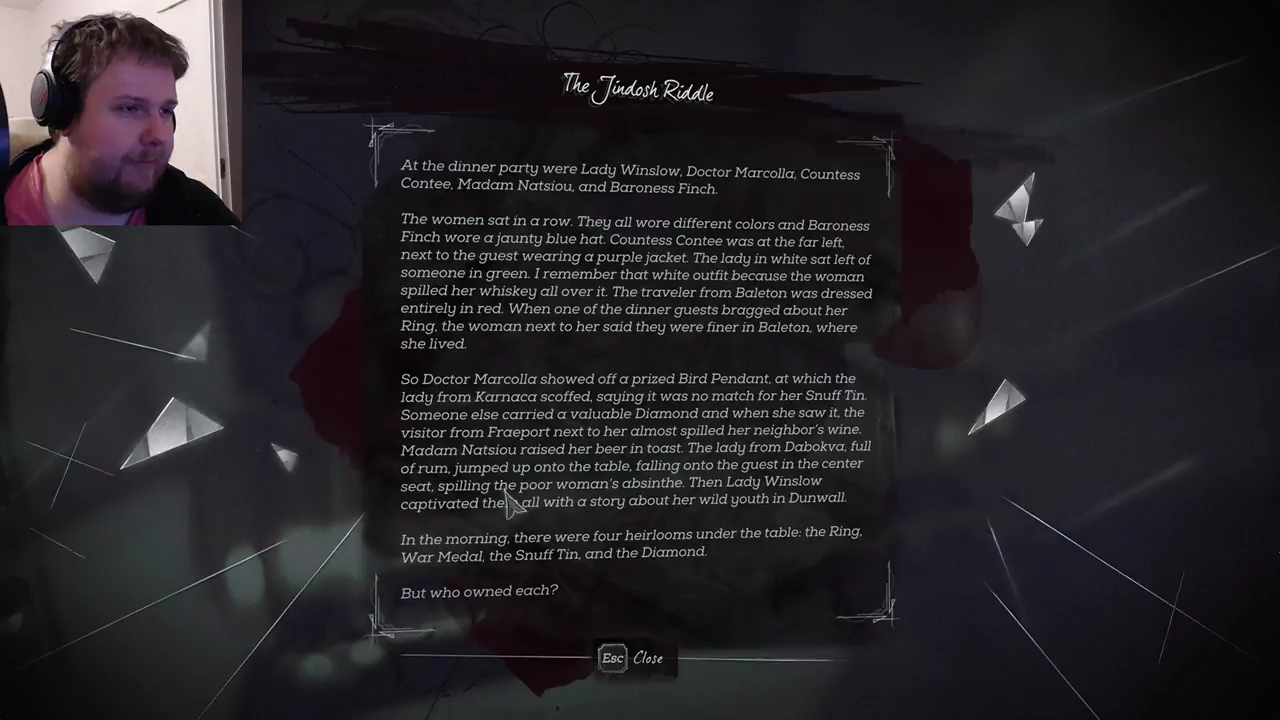 The Jindosh Riddle
At the dinner party were Lady Winslow, Doctor Marcolla, Countess
Contee, Madam Natsiou, and Baroness Finch.
The women sat in a row. They all wore different colors and Baroness
Finch wore a jaunty blue hat. Countess Contee was at the far left,
next to the guest wearing a purple jacket. The lady in white sat left of
someone in green. I remember that white outfit because the woman
spilled her whiskey all over it. The traveler from Baleton was dressed
entirely in red. When one of the dinner guests bragged about her
Ring, the woman next to her said they were finer in Baleton, where
she lived.
So Doctor Marcolla showed off a prized Bird Pendant, at which the
lady from Karnaca scoffed, saying it was no match for her Snuff Tin.
Someone else carried a valuable Diamond and when she saw it, the
visitor from Fraeport next to her almost spilled her neighbor's wine.
Madam Natsiou raised her beer in toast. The lady from Dabokva, full
of rum, jumped up onto the table, falling onto the guest in the center
seat, spilling the poor woman's absinthe. Then Lady Winslow
captivated all with a story about her wild youth in Dunwall.
In the morning, there were four heirlooms under the table: the Ring,
War Medal, the Snuff Tin, and the Diamond.
But who owned each?
Esc Close